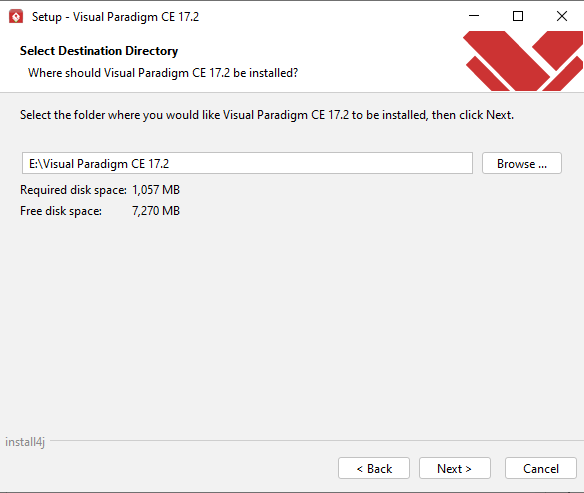 Setup - Visual Paradigm CE 17.2
Select Destination Directory
Where should Visual Paradigm CE 17.2 be installed?
Select the folder where you would like Visual Paradigm CE 17.2 to be installed, then click Next.
E:\Visual Paradigm CE 17.2
Browse ...
Required disk space: 1,057 MB
Free disk space: 7,270 MB
install4j
< Back
Next >
Cancel